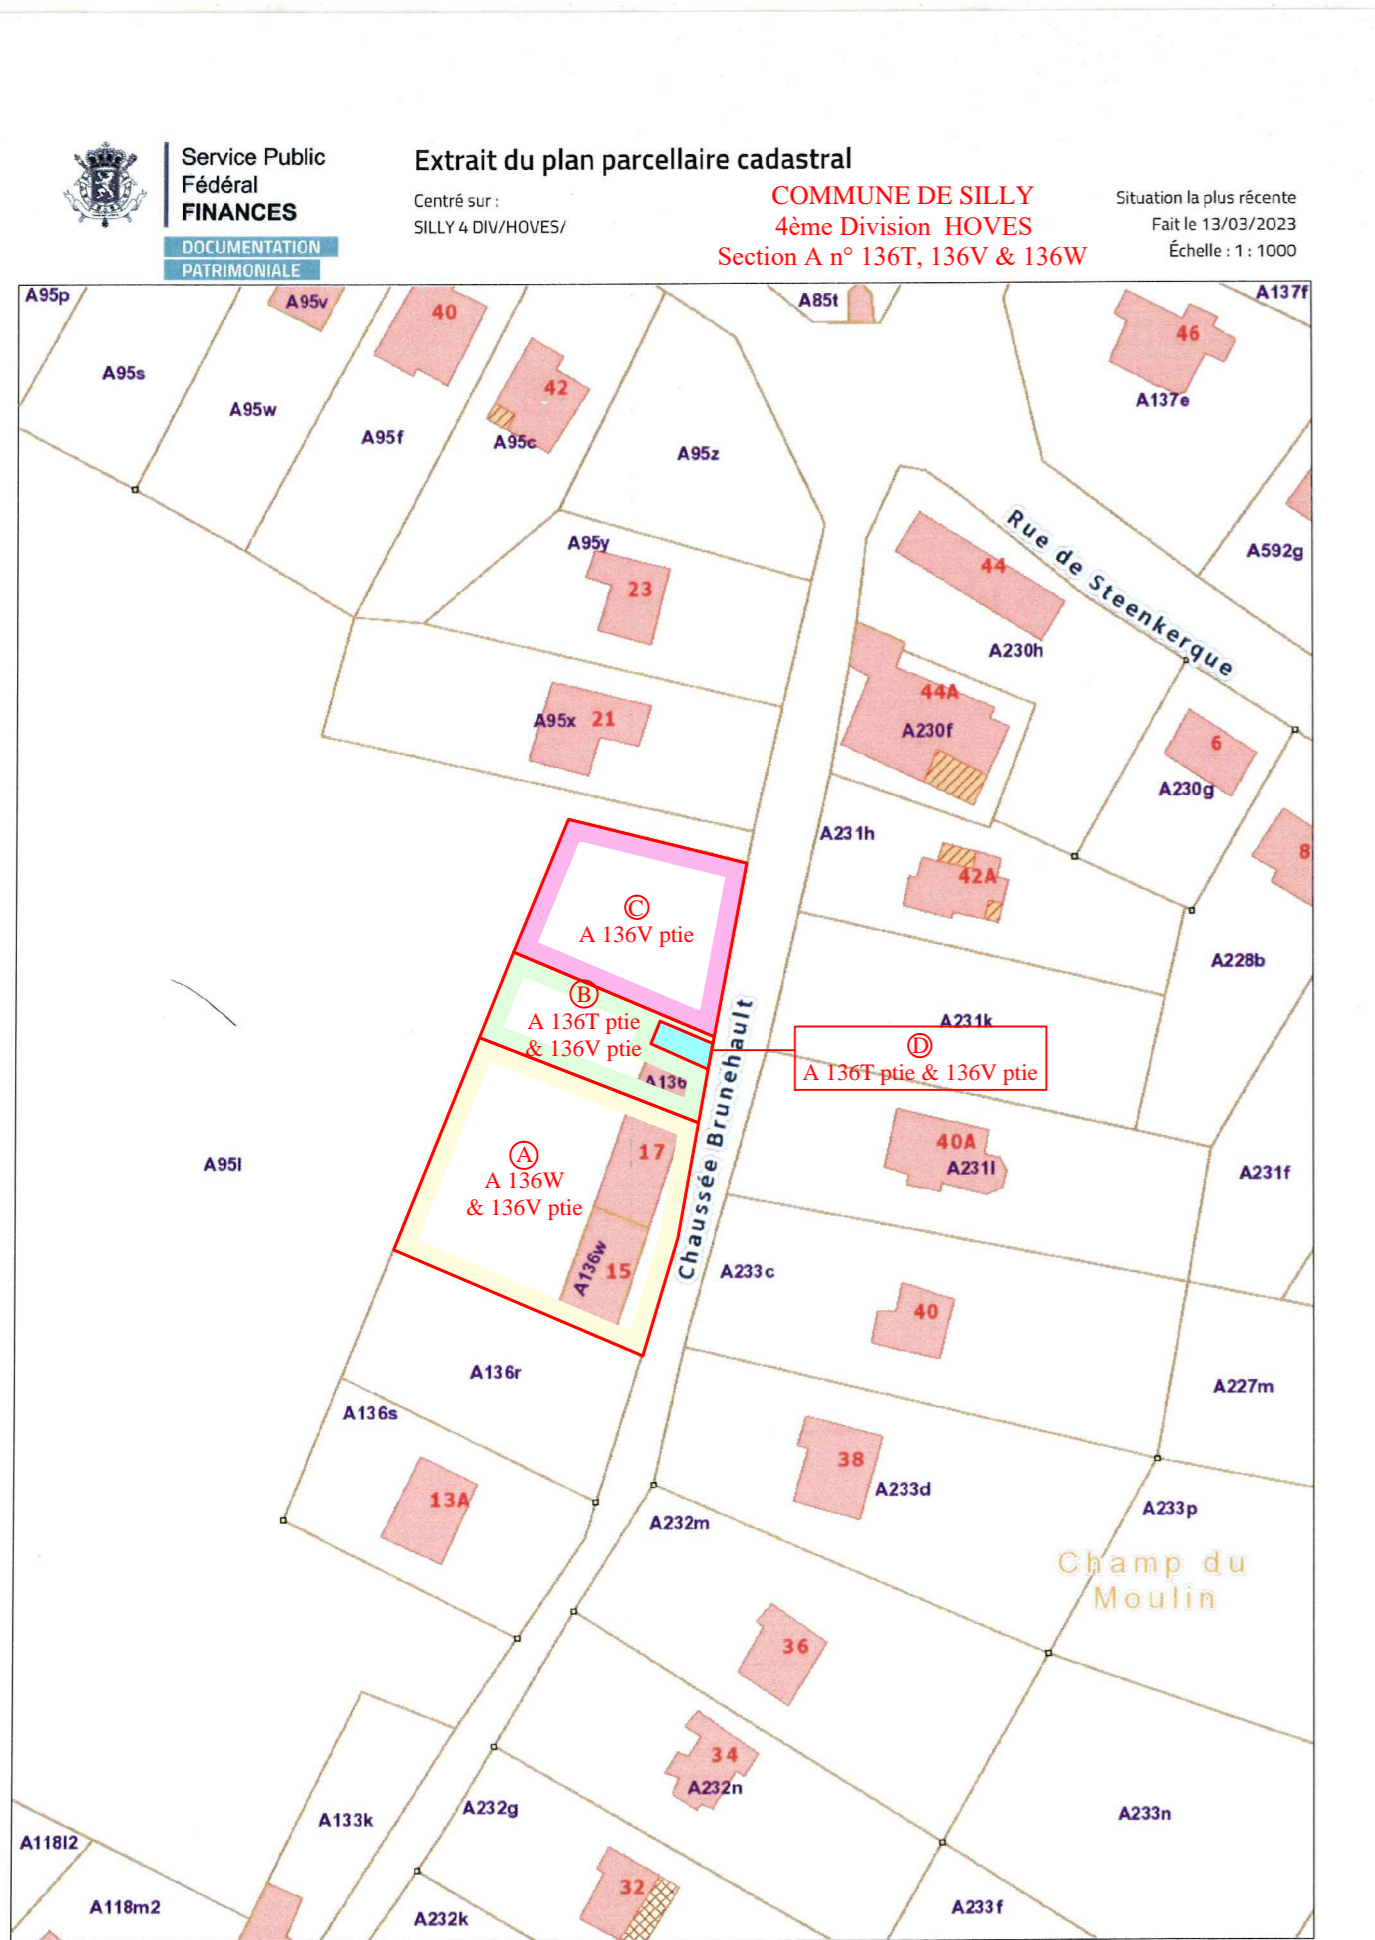 Service Public
Fédéral
FINANCES
DOCUMENTATION
PATRIMONIALE
Extrait du plan parcellaire cadastral
Centré sur :
SILLY 4 DIV/HOVES/
COMMUNE DE SILLY
4ème Division HOVES
Section A n° 136T, 136V & 136W
Situation la plus récente
Fait le 13/03/2023
Échelle : 1 : 1000
A95p
A95v
40
A85t
A137f
46
A95s
A95w
A95f
42
A95c
A95z
A137e
Rue de Steenkerque
A592g
A95y
23
44
A230h
A95x
21
44A
A230f
6
A230g
A231h
42A
8
C
A 136V ptie
A228b
B
A 136T ptie
& 136V ptie
A136
A231k
D
A 136T ptie & 136V ptie
Chaussée Brunehault
A95l
A
A 136W
& 136V ptie
17
A136w
15
40A
A231l
A231f
A233c
40
A136r
A227m
A136s
13A
38
A233d
A232m
A233p
Champ du
Moulin
36
34
A232n
A133k
A232g
A233n
A118l2
A118m2
32
A232k
A233f